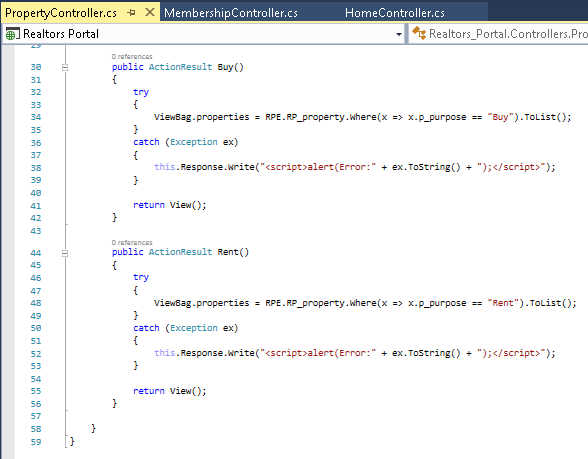 PropertyController.cs MembershipController.cs HomeController.cs
Realtors Portal Realtors_Portal.Controllers.Pro
29
0 references
30 public ActionResult Buy()
31 {
32 try
33 {
34 ViewBag.properties = RPE.RP_property.Where(x => x.p_purpose == "Buy").ToList();
35 }
36 catch (Exception ex)
37 {
38 this.Response.Write("<script>alert(Error:" + ex.ToString() + ");</script>");
39 }
40
41 return View();
42 }
43
0 references
44 public ActionResult Rent()
45 {
46 try
47 {
48 ViewBag.properties = RPE.RP_property.Where(x => x.p_purpose == "Rent").ToList();
49 }
50 catch (Exception ex)
51 {
52 this.Response.Write("<script>alert(Error:" + ex.ToString() + ");</script>");
53 }
54
55 return View();
56 }
57
58 }
59 }